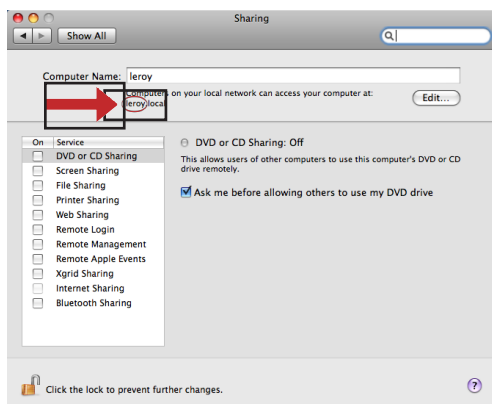 Sharing
Show All
Computer Name: leroy
Computers on your local network can access your computer at:
leroy.local
Edit...
On Service
DVD or CD Sharing
Screen Sharing
File Sharing
Printer Sharing
Web Sharing
Remote Login
Remote Management
Remote Apple Events
Xgrid Sharing
Internet Sharing
Bluetooth Sharing
DVD or CD Sharing: Off
This allows users of other computers to use this computer's DVD or CD
drive remotely.
Ask me before allowing others to use my DVD drive
Click the lock to prevent further changes.
?